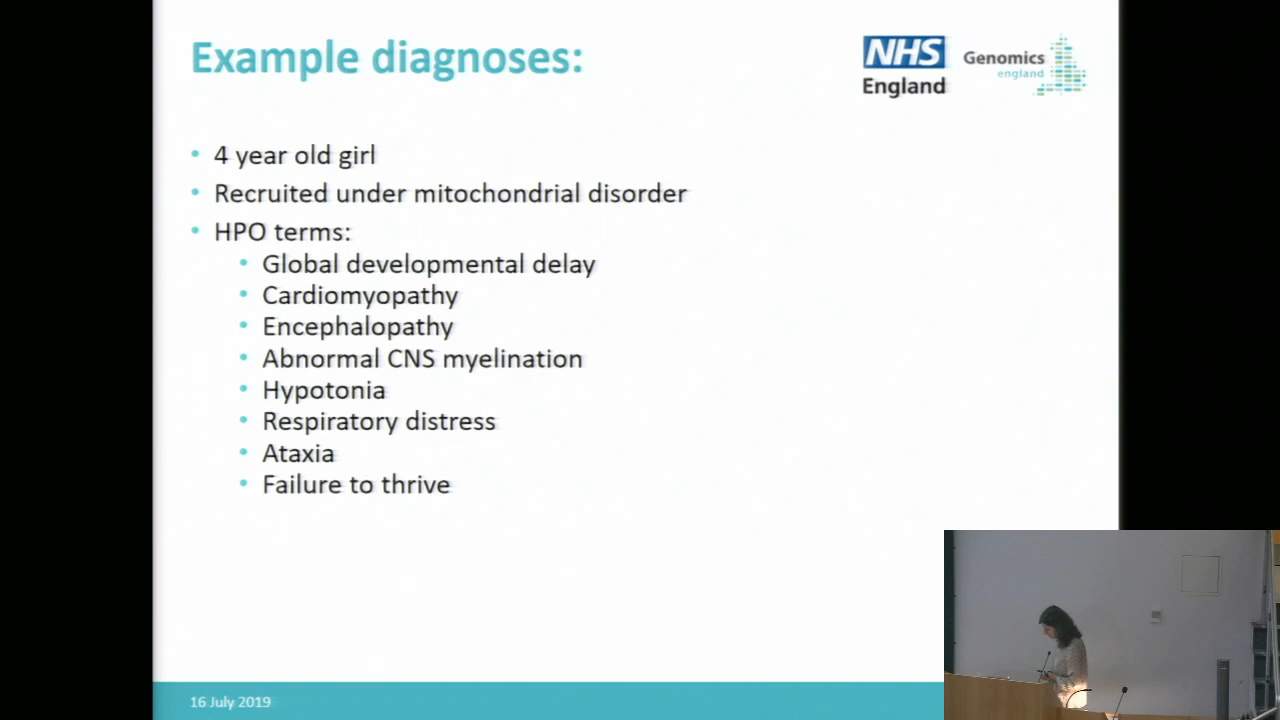 Example diagnoses:
NHS
England
Genomics
england
• 4 year old girl
• Recruited under mitochondrial disorder
• HPO terms:
• Global developmental delay
• Cardiomyopathy
• Encephalopathy
• Abnormal CNS myelination
• Hypotonia
• Respiratory distress
• Ataxia
• Failure to thrive
16 July 2019